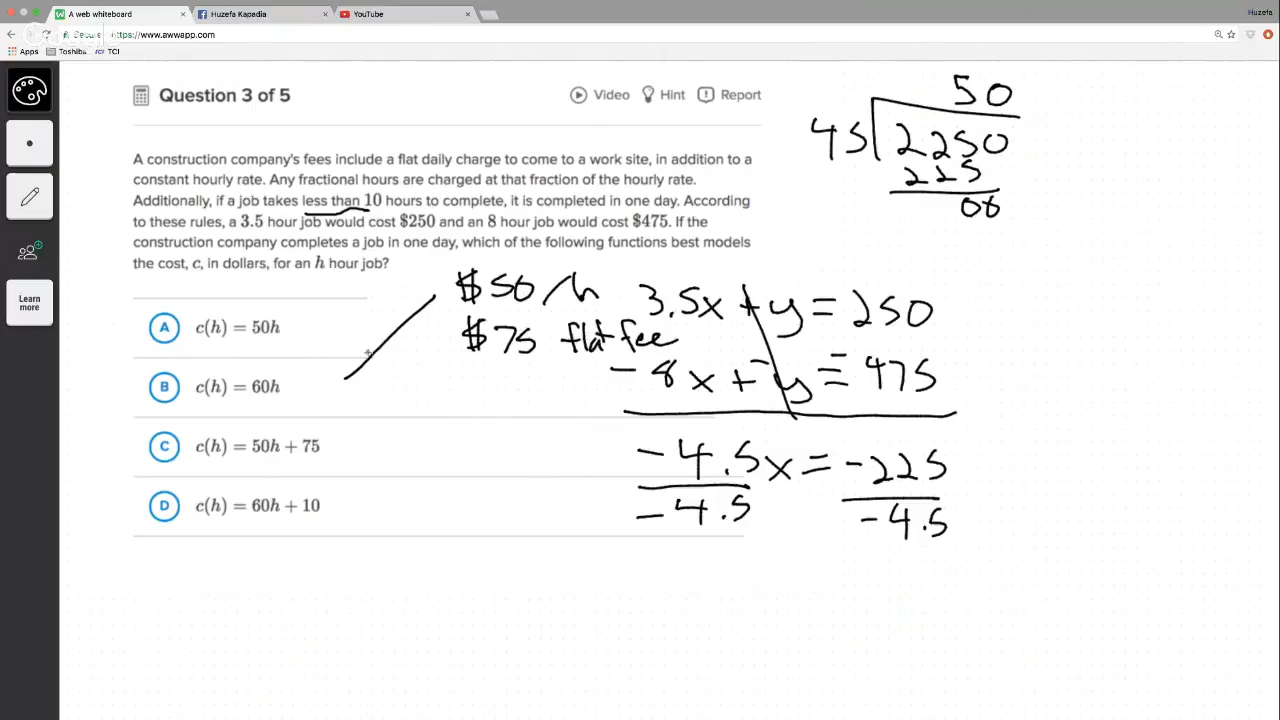 A web whiteboard
Huzefa Kapadia
YouTube
Huzefa
Secure
https://www.awwapp.com
Apps
Toshiba
TCI
Question 3 of 5
Video
Hint
Report
A construction company's fees include a flat daily charge to come to a work site, in addition to a
constant hourly rate. Any fractional hours are charged at that fraction of the hourly rate.
Additionally, if a job takes less than 10 hours to complete, it is completed in one day. According
to these rules, a 3.5 hour job would cost $250 and an 8 hour job would cost $475. If the
construction company completes a job in one day, which of the following functions best models
the cost, c, in dollars, for an h hour job?
A c(h) = 50h
B c(h) = 60h
C c(h) = 50h + 75
D c(h) = 60h + 10
Learn
more
$50/h
$75 flat fee
3.5x + y = 250
- 8x + - y = - 475
- 4.5x = - 225
- 4.5
- 4.5
50
45
2250
225
00